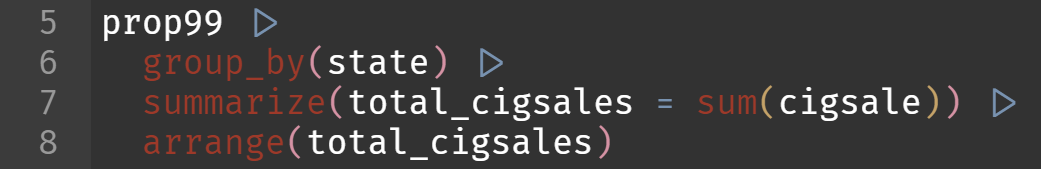 5 prop99 |>
6 group_by(state) |>
7 summarize(total_cigsales = sum(cigsale)) |>
8 arrange(total_cigsales)